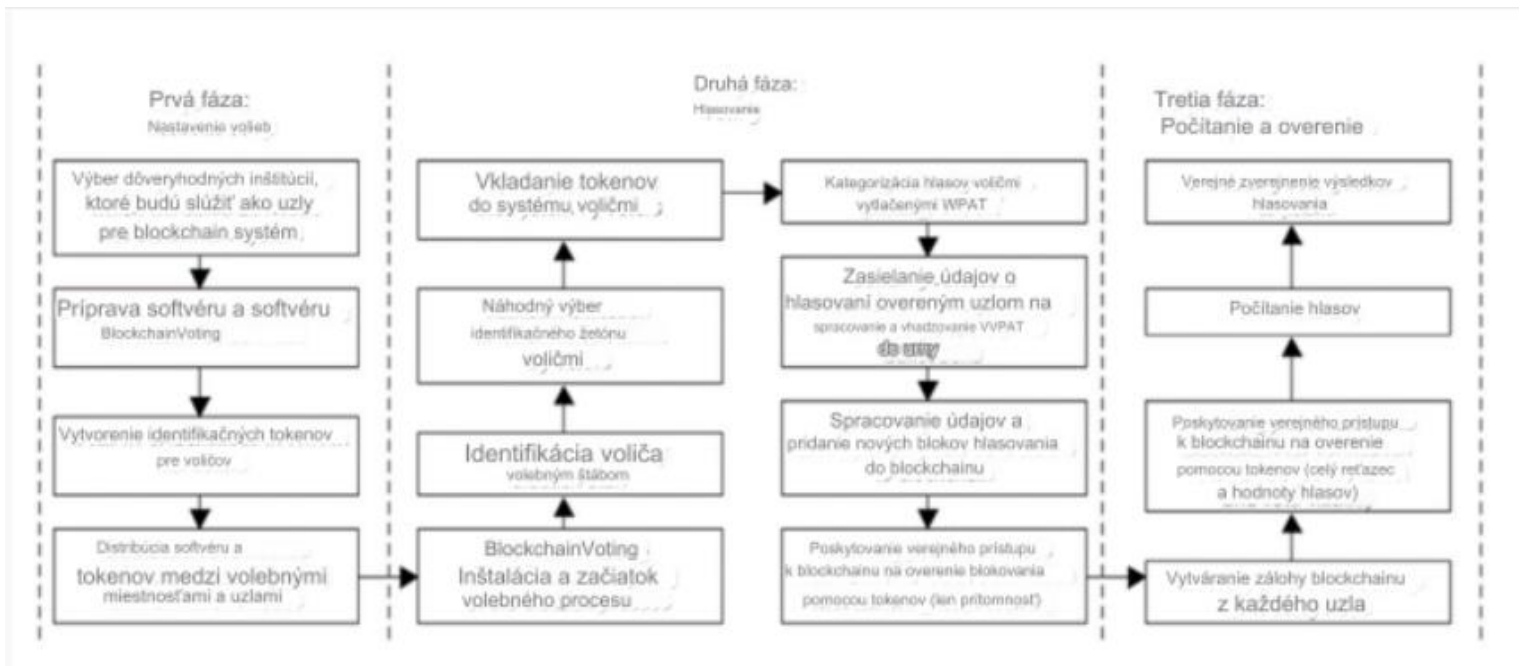 Prvá fáza:
Nastavenie volieb
Výber dôveryhodných inštitúcií,
ktoré budú slúžiť ako uzly
pre blockchain systém,
Príprava softvéru a softvéru
BlockchainVoting
Vytvorenie identifikačných tokenov
pre voličov
Distribúcia softvéru a
tokenov medzi volebnými
miestnosťami a uzlami
Druhá fáza:
Hlasovanie
BlockchainVoting
Inštalácia a začiatok
volebného procesu
Identifikácia voliča
volebným štábom
Náhodný výber
identifikačného žetónu
voličmi
Vkladanie tokenov
do systému voličmi
Kategorizácia hlasov voličmi
vytlačenými WPAT
Zasielanie údajov o
hlasovaní overeným uzlom na
spracovanie a vhadzovanie VVPAT
do urny
Spracovanie údajov a
pridanie nových blokov hlasovania
do blockchainu
Poskytovanie verejného prístupu
k blockchainu na overenie blokovania
pomocou tokenov (len prítomnosť)
Tretia fáza:
Počítanie a overenie
Vytváranie zálohy blockchainu
z každého uzla
Poskytovanie verejného prístupu
k blockchainu na overenie
pomocou tokenov (celý reťazec
a hodnoty hlasov)
Počítanie hlasov
Verejné zverejnenie výsledkov
hlasovania